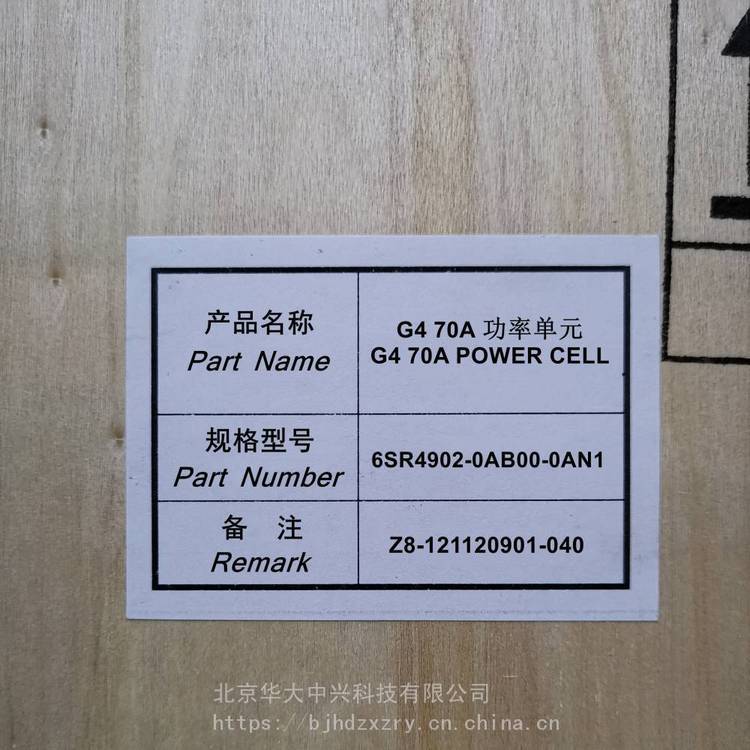 产品名称
Part Name
G4 70A 功率单元
G4 70A POWER CELL
规格型号
Part Number
6SR4902-0AB00-0AN1
备 注
Remark
Z8-121120901-040
北京华大中兴科技有限公司
https://bjhdzxzry.cn.china.cn